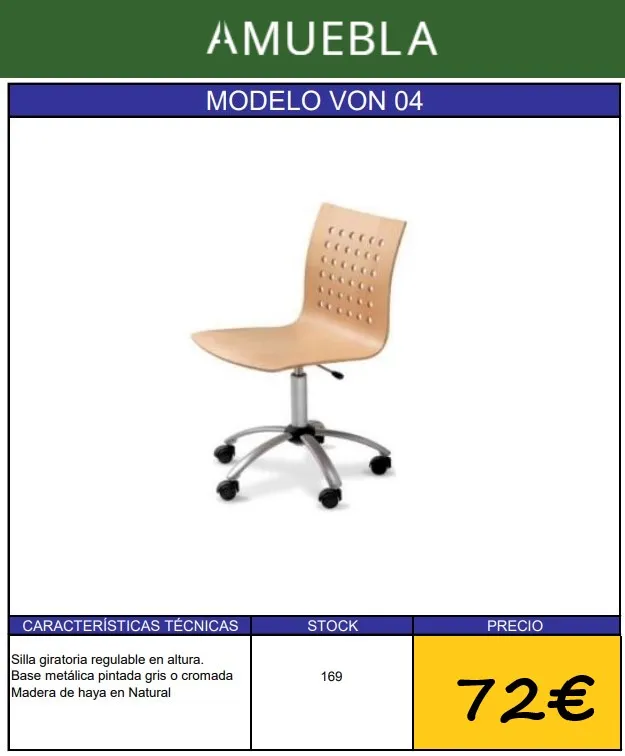 AMUEBLA
MODELO VON 04
CARACTERÍSTICAS TÉCNICAS
STOCK
PRECIO
Silla giratoria regulable en altura.
Base metálica pintada gris o cromada
Madera de haya en Natural
169
72€